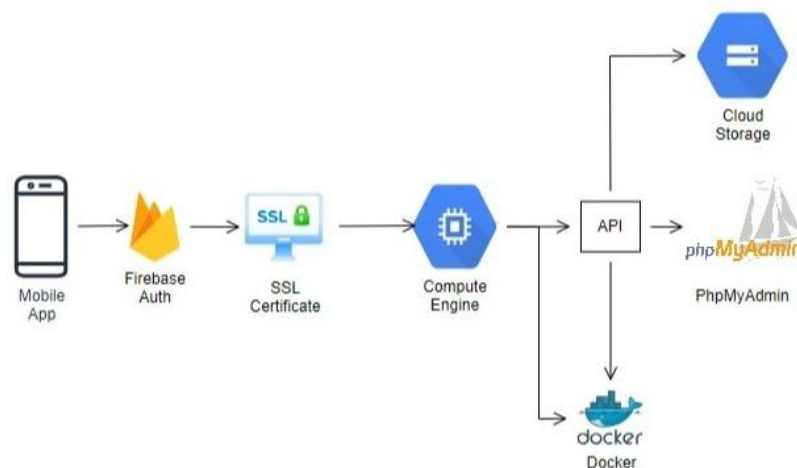 Cloud
Storage
SSL
API
phpMyAdmin
Mobile
App
Firebase
Auth
SSL
Certificate
Compute
Engine
PhpMyAdmin
docker
Docker